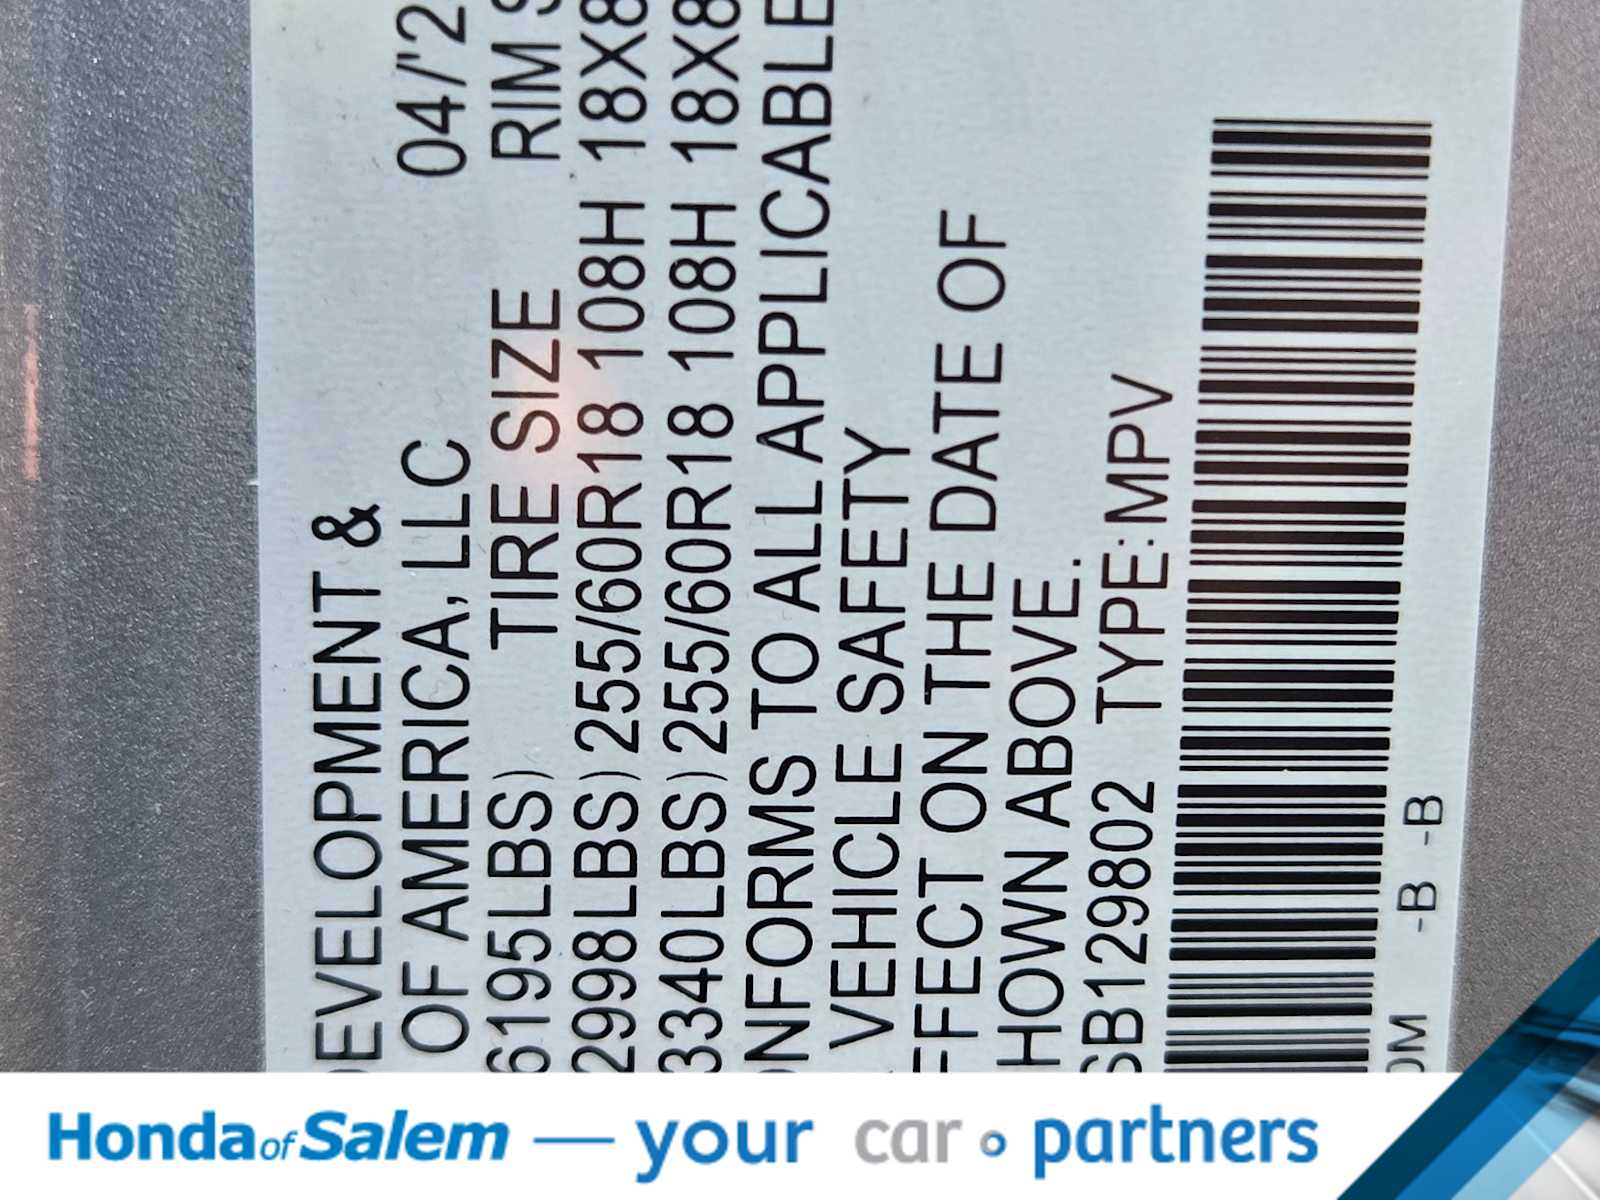 DEVELOPMENT &
OF AMERICA, LLC 04/'2
6195LBS) TIRE SIZE RIM S
2998LBS) 255/60R18 108H 18X8
3340LBS) 255/60R18 108H 18X8
ONFORMS TO ALL APPLICABLE
VEHICLE SAFETY
FFECT ON THE DATE OF
HOWN ABOVE.
SB129802 TYPE:MPV
OM -B -B
Honda of Salem — your car partners